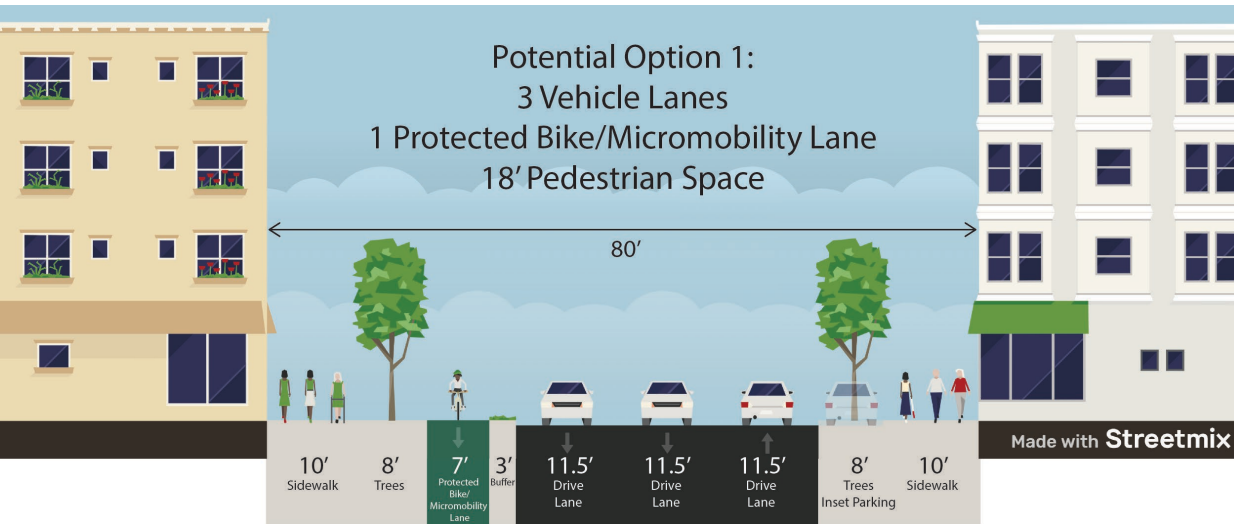 Potential Option 1:
3 Vehicle Lanes
1 Protected Bike/Micromobility Lane
18' Pedestrian Space
80'
Made with Streetmix
10'
Sidewalk
8'
Trees
7'
Protected
Bike/
Micromobility
Lane
3'
Buffer
11.5'
Drive
Lane
11.5'
Drive
Lane
11.5'
Drive
Lane
8'
Trees
Inset Parking
10'
Sidewalk